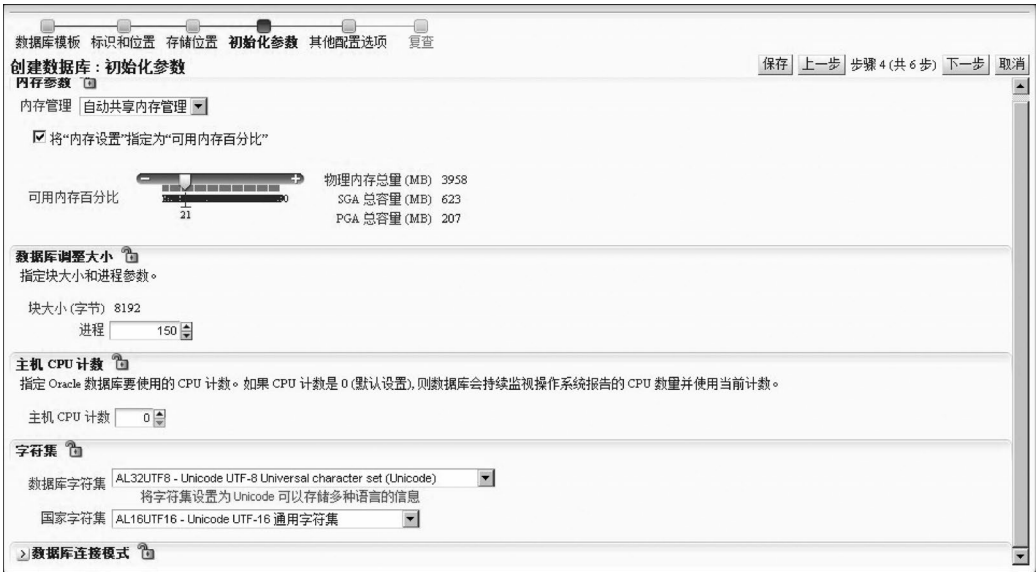 数据库模板 标识和位置 存储位置 初始化参数 其他配置选项 复查
创建数据库：初始化参数
保存 上一步 步骤 4 (共 6 步) 下一步 取消
内存参数
内存管理 自动共享内存管理
将“内存设置”指定为“可用内存百分比”
可用内存百分比
21
物理内存总量 (MB) 3958
SGA 总容量 (MB) 623
PGA 总容量 (MB) 207
数据库调整大小
指定块大小和进程参数。
块大小 (字节) 8192
进程 150
主机 CPU 计数
指定 Oracle 数据库要使用的 CPU 计数。如果 CPU 计数是 0 (默认设置), 则数据库会持续监视操作系统报告的 CPU 数量并使用当前计数。
主机 CPU 计数 0
字符集
数据库字符集 AL32UTF8 - Unicode UTF-8 Universal character set (Unicode)
将字符集设置为 Unicode 可以存储多种语言的信息
国家字符集 AL16UTF16 - Unicode UTF-16 通用字符集
数据库连接模式